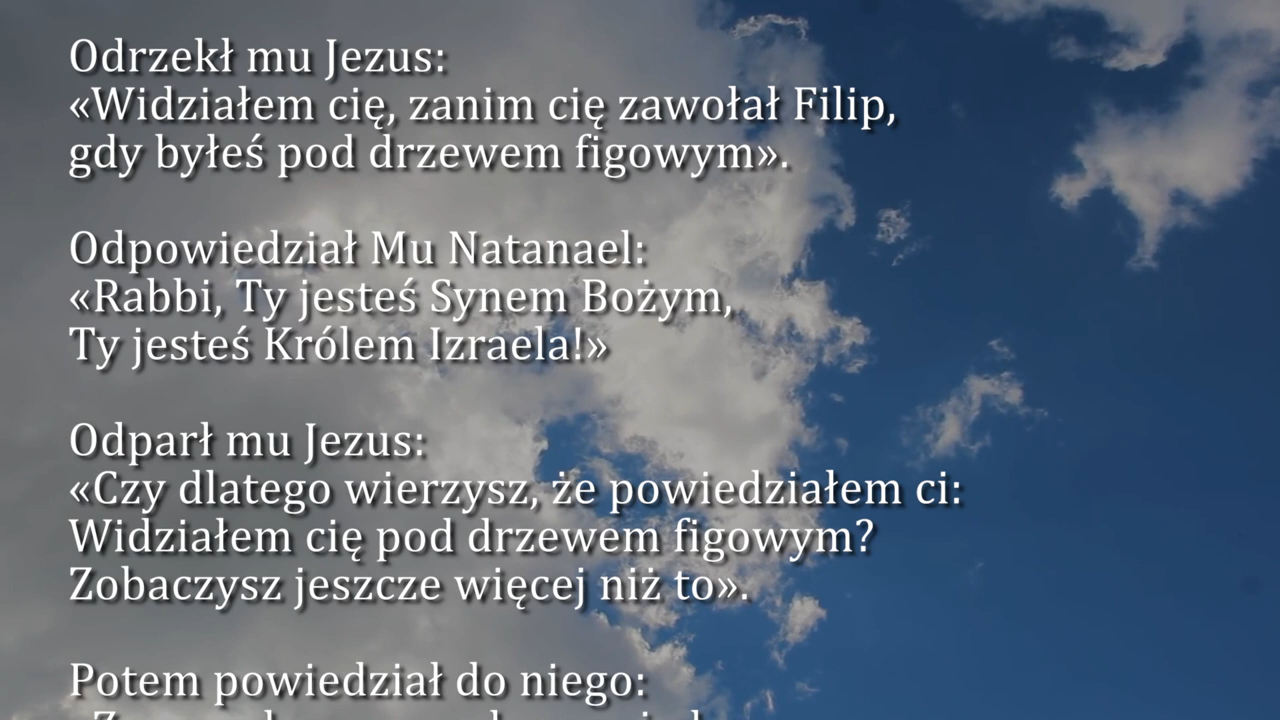 Odrzekł mu Jezus:
«Widziałem cię, zanim cię zawołał Filip,
gdy byłeś pod drzewem figowym».
Odpowiedział Mu Natanael:
«Rabbi, Ty jesteś Synem Bożym,
Ty jesteś Królem Izraela!»
Odparł mu Jezus:
«Czy dlatego wierzysz, że powiedziałem ci:
Widziałem cię pod drzewem figowym?
Zobaczysz jeszcze więcej niż to».
Potem powiedział do niego: